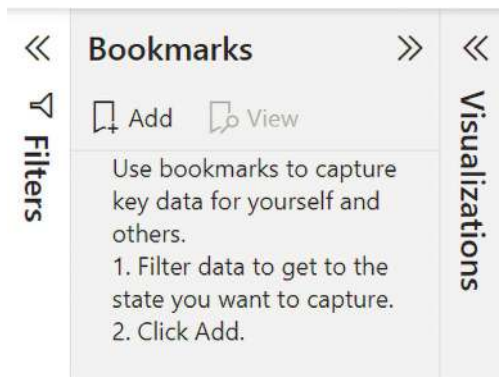 Filters
Bookmarks
Add View
Use bookmarks to capture
key data for yourself and
others.
1. Filter data to get to the
state you want to capture.
2. Click Add.
Visualizations